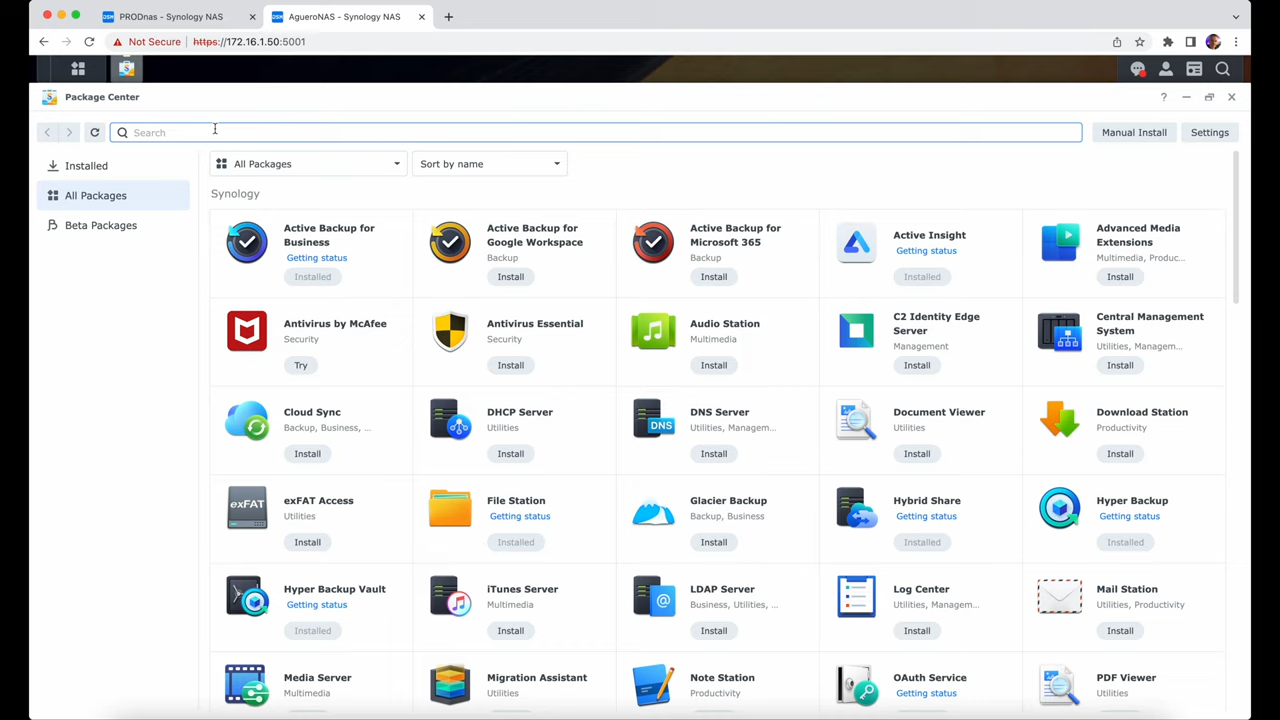 PRODnas - Synology NAS
AgueroNAS - Synology NAS
Not Secure
https://172.16.1.50:5001
Package Center
Search
Manual Install
Settings
Installed
All Packages
Beta Packages
All Packages
Sort by name
Synology
Active Backup for
Business
Getting status
Installed
Active Backup for
Google Workspace
Backup
Install
Active Backup for
Microsoft 365
Backup
Install
Active Insight
Getting status
Installed
Advanced Media
Extensions
Multimedia, Produc...
Install
Antivirus by McAfee
Security
Try
Antivirus Essential
Security
Install
Audio Station
Multimedia
Install
C2 Identity Edge
Server
Management
Install
Central Management
System
Utilities, Managem...
Install
Cloud Sync
Backup, Business, ...
Install
DHCP Server
Utilities
Install
DNS
DNS Server
Utilities, Managem...
Install
Document Viewer
Utilities
Install
Download Station
Productivity
Install
exFAT
exFAT Access
Utilities
Install
File Station
Getting status
Installed
Glacier Backup
Backup, Business
Install
Hybrid Share
Getting status
Installed
Hyper Backup
Getting status
Installed
Hyper Backup Vault
Getting status
Installed
iTunes Server
Multimedia
Install
LDAP Server
Business, Utilities, ...
Install
Log Center
Utilities, Managem...
Install
Mail Station
Utilities, Productivity
Install
Media Server
Multimedia
Migration Assistant
Utilities
Note Station
Productivity
OAuth Service
Getting status
PDF Viewer
Utilities